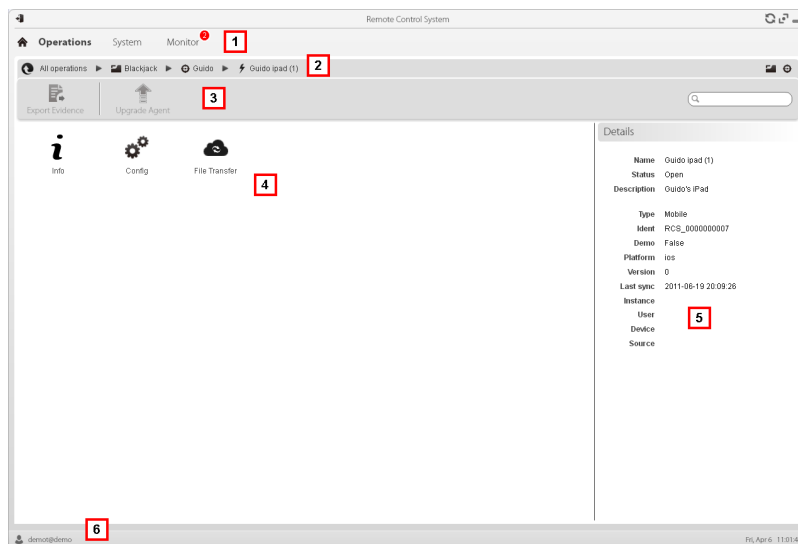 Remote Control System
Operations System Monitor 2 1
All operations Blackjack Guido Guido ipad (1) 2
Export Evidence Upgrade Agent 3
Details
Info Config File Transfer 4
Name Guido ipad (1)
Status Open
Description Guido's iPad
Type Mobile
Ident RCS_0000000007
Demo False
Platform ios
Version 0
Last sync 2011-06-19 20:09:26
Instance
User 5
Device
Source
demot@demo 6
Fri, Apr 6 11:01:4